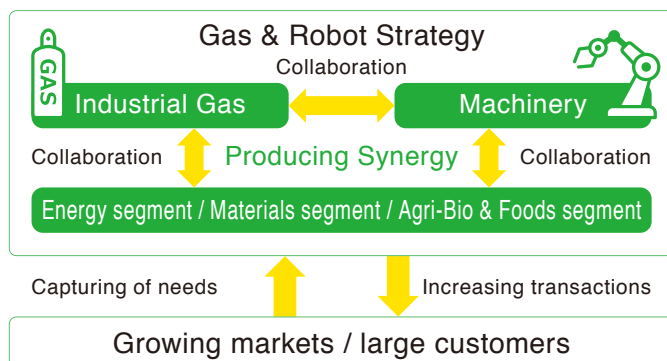 Gas & Robot Strategy
Collaboration
GAS
Industrial Gas
Machinery
Collaboration
Producing Synergy
Collaboration
Energy segment / Materials segment / Agri-Bio & Foods segment
Capturing of needs
Increasing transactions
Growing markets / large customers